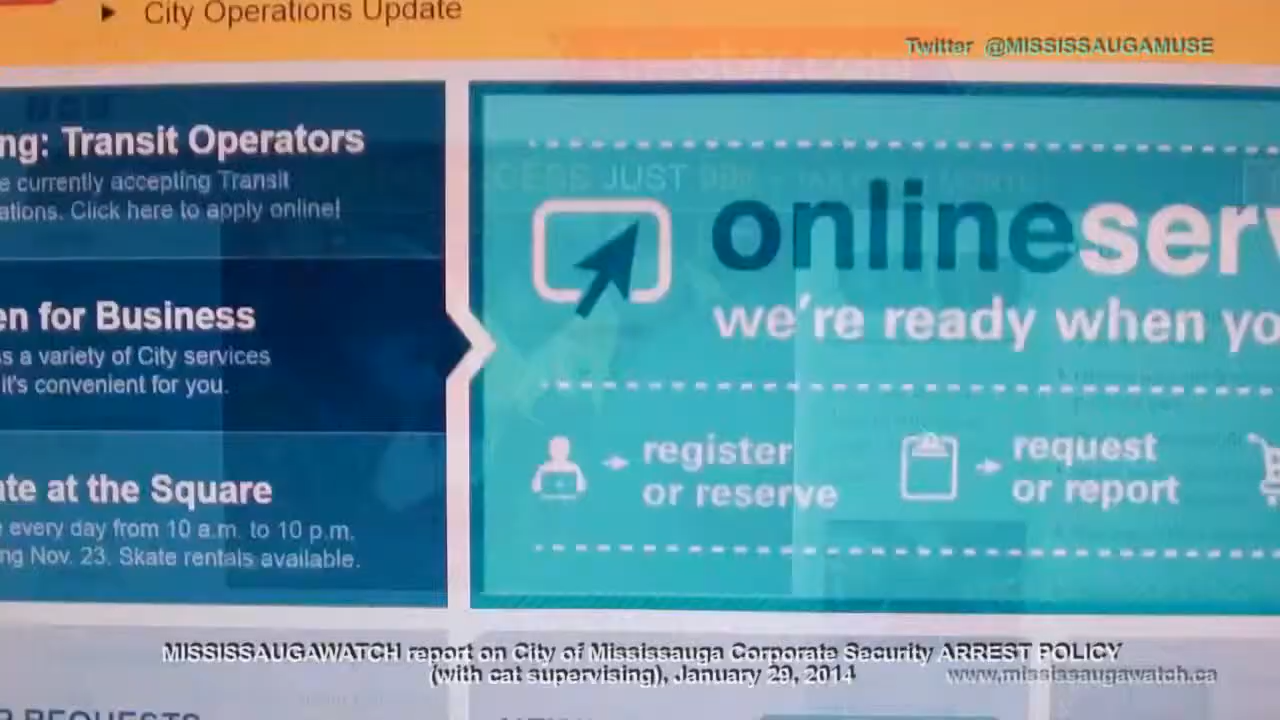 City Operations Update
Twitter @MISSISSAUGAMUSE
ng: Transit Operators
e currently accepting Transit
ations. Click here to apply online!
CESS JUST
onlineserv
we're ready when yo
en for Business
s a variety of City services
it's convenient for you.
register
or reserve
request
or report
ate at the Square
every day from 10 a.m. to 10 p.m.
ng Nov. 23. Skate rentals available.
MISSISSAUGAWATCH report on City of Mississauga Corporate Security ARREST POLICY
(with cat supervising), January 29, 2014
www.mississaugawatch.ca
REQUESTS